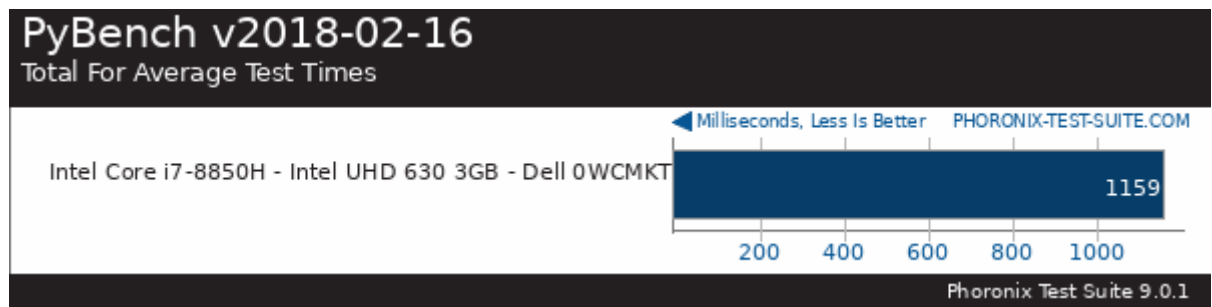 PyBench v2018-02-16
Total For Average Test Times
Milliseconds, Less Is Better PHORONIX-TEST-SUITE.COM
Intel Core i7-8850H - Intel UHD 630 3GB - Dell 0WCMKT
1159
200 400 600 800 1000
Phoronix Test Suite 9.0.1